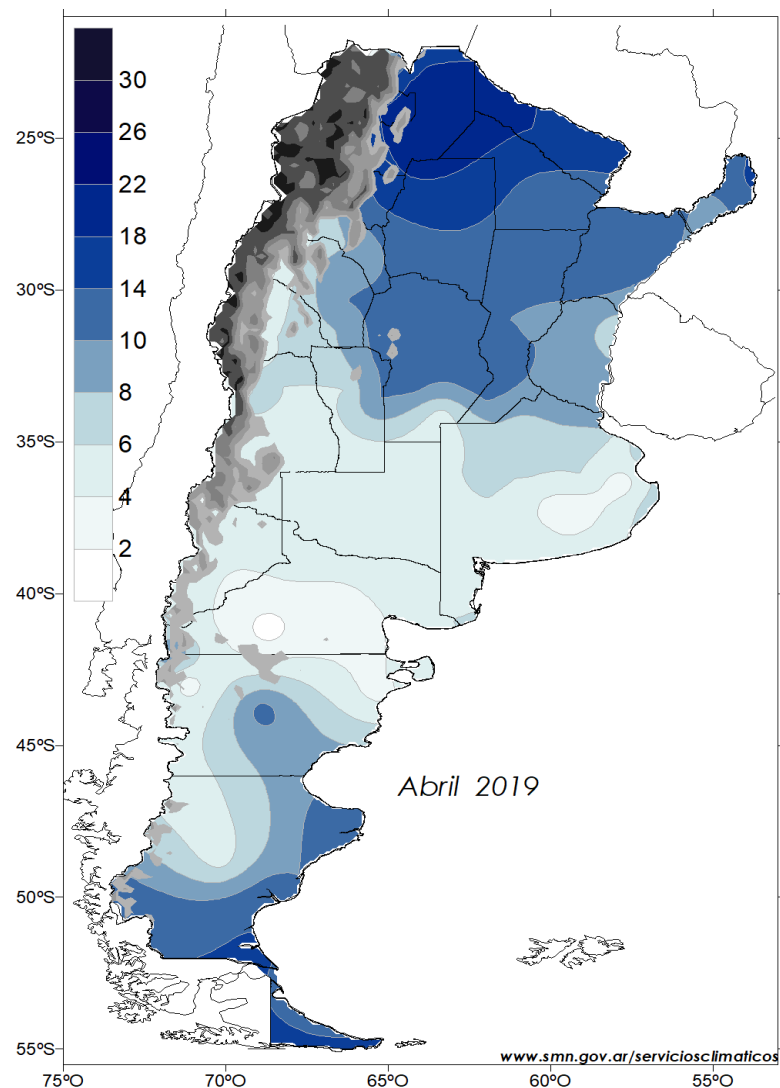 30
26
22
18
14
10
8
6
4
2
25ºS
30ºS
35ºS
40ºS
45ºS
50ºS
55ºS
Abril 2019
www.smn.gov.ar/serviciosclimaticos
75ºO 70ºO 65ºO 60ºO 55ºO